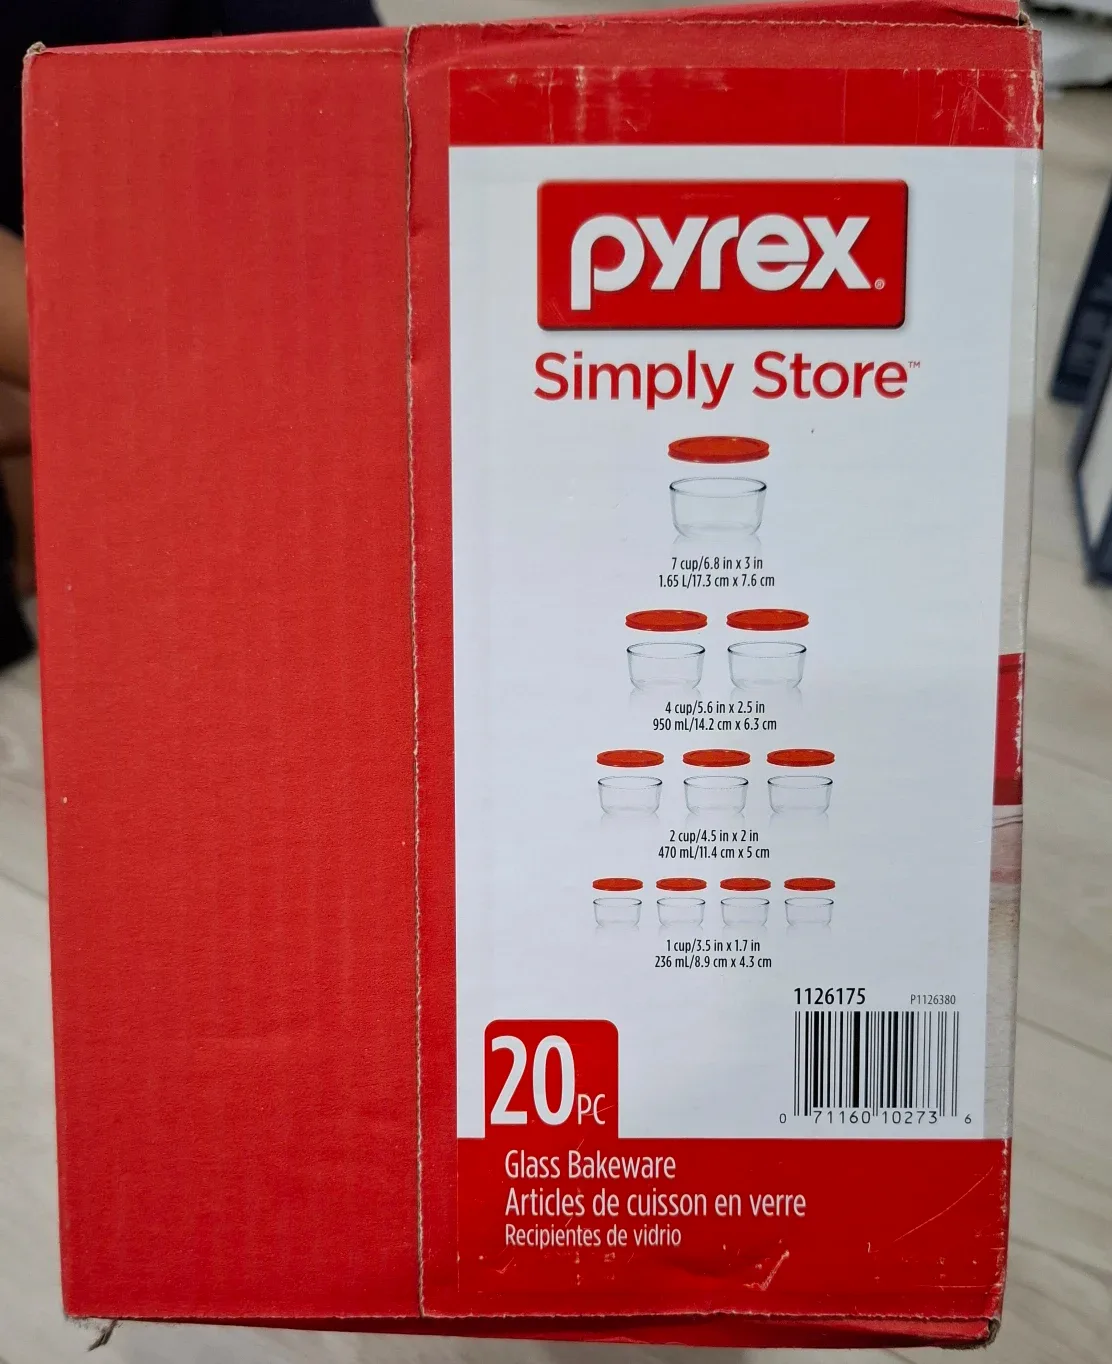 pyrex®
Simply Store™
7 cup/6.8 in x 3 in
1.65 L/17.3 cm x 7.6 cm
4 cup/5.6 in x 2.5 in
950 mL/14.2 cm x 6.3 cm
2 cup/4.5 in x 2 in
470 mL/11.4 cm x 5 cm
1 cup/3.5 in x 1.7 in
236 mL/8.9 cm x 4.3 cm
1126175 P1126380
0 71160 10273 6
20 PC
Glass Bakeware
Articles de cuisson en verre
Recipientes de vidrio